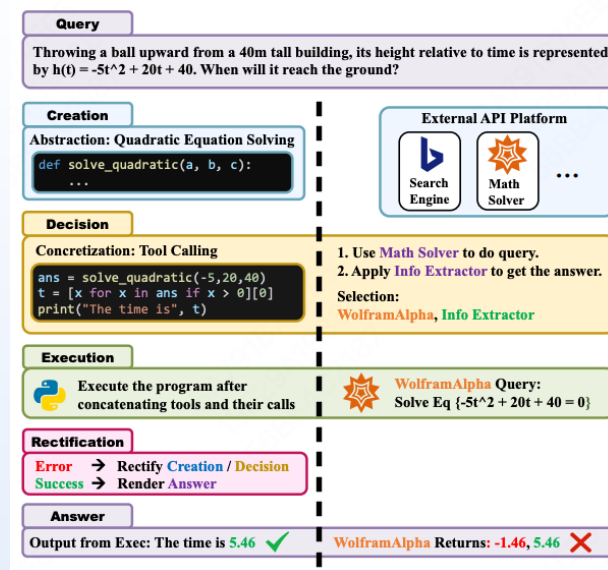 Query
Throwing a ball upward from a 40m tall building, its height relative to time is represented
by h(t) = -5t^2 + 20t + 40. When will it reach the ground?
Creation
Abstraction: Quadratic Equation Solving
def solve_quadratic(a, b, c):
...
External API Platform
Search
Engine
Math
Solver
...
Decision
Concretization: Tool Calling
ans = solve_quadratic(-5,20,40)
t = [x for x in ans if x > 0][0]
print("The time is", t)
1. Use Math Solver to do query.
2. Apply Info Extractor to get the answer.
Selection:
WolframAlpha, Info Extractor
Execution
Execute the program after
concatenating tools and their calls
WolframAlpha Query:
Solve Eq {-5t^2 + 20t + 40 = 0}
Rectification
Error → Rectify Creation / Decision
Success → Render Answer
Answer
Output from Exec: The time is 5.46 ✓
WolframAlpha Returns: -1.46, 5.46 ✗